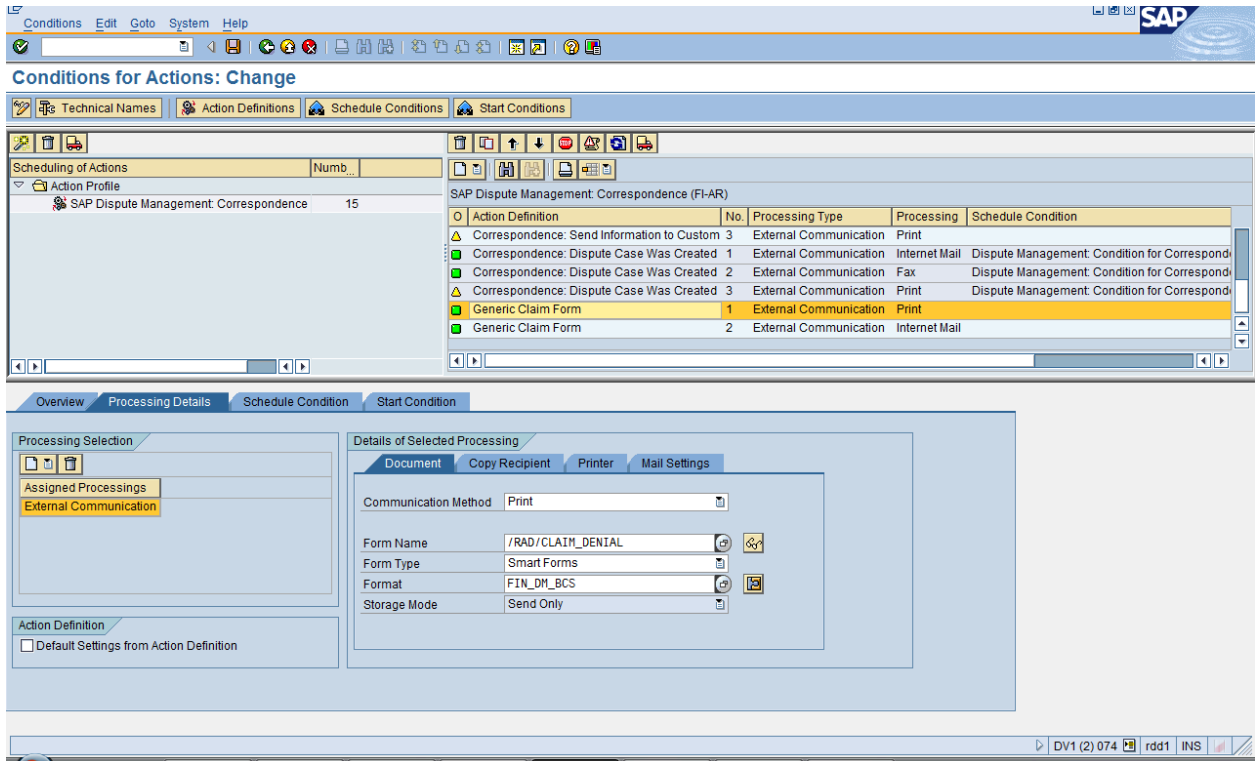 Conditions Edit Goto System Help
SAP
Conditions for Actions: Change
Technical Names Action Definitions Schedule Conditions Start Conditions
Scheduling of Actions Numb...
Action Profile
SAP Dispute Management: Correspondence 15
SAP Dispute Management: Correspondence (FI-AR)
O Action Definition No. Processing Type Processing Schedule Condition
Correspondence: Send Information to Custom 3 External Communication Print
Correspondence: Dispute Case Was Created 1 External Communication Internet Mail Dispute Management: Condition for Correspond
Correspondence: Dispute Case Was Created 2 External Communication Fax Dispute Management: Condition for Correspond
Correspondence: Dispute Case Was Created 3 External Communication Print Dispute Management: Condition for Correspond
Generic Claim Form 1 External Communication Print
Generic Claim Form 2 External Communication Internet Mail
Overview Processing Details Schedule Condition Start Condition
Processing Selection
Assigned Processings
External Communication
Action Definition
Default Settings from Action Definition
Details of Selected Processing
Document Copy Recipient Printer Mail Settings
Communication Method Print
Form Name /RAD/CLAIM_DENIAL
Form Type Smart Forms
Format FIN_DM_BCS
Storage Mode Send Only
DV1 (2) 074 rdd1 INS